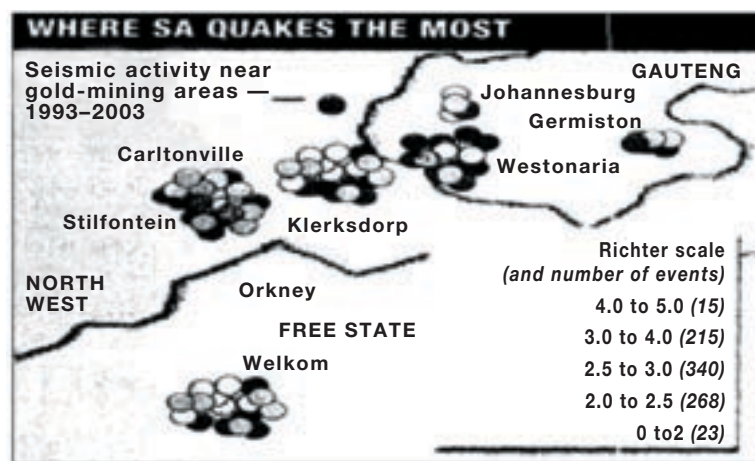 WHERE SA QUAKES THE MOST
Seismic activity near
gold-mining areas —
1993–2003
GAUTENG
Johannesburg
Germiston
Carltonville
Westonaria
Stilfontein
Klerksdorp
NORTH
WEST
Orkney
FREE STATE
Welkom
Richter scale
(and number of events)
4.0 to 5.0 (15)
3.0 to 4.0 (215)
2.5 to 3.0 (340)
2.0 to 2.5 (268)
0 to2 (23)